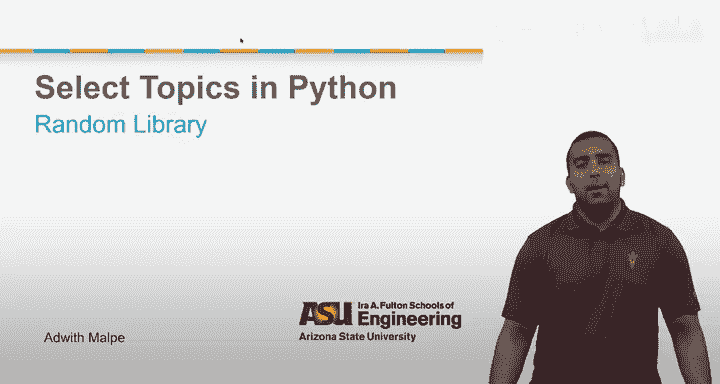 Select Topics in Python
Random Library
ASU Ira A. Fulton Schools of
Engineering
Arizona State University
Adwith Malpe